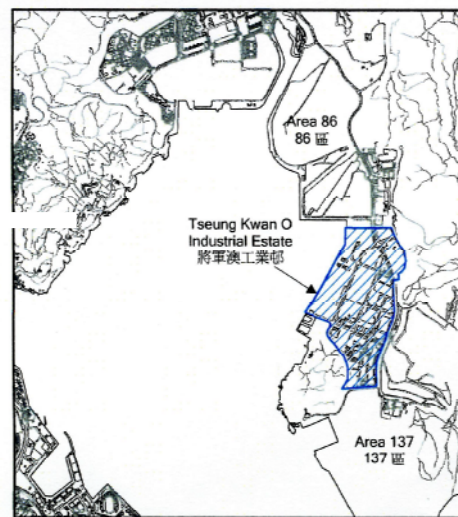 Area 86
86 區
Tseung Kwan O
Industrial Estate
將軍澳工業邨
Area 137
137 區